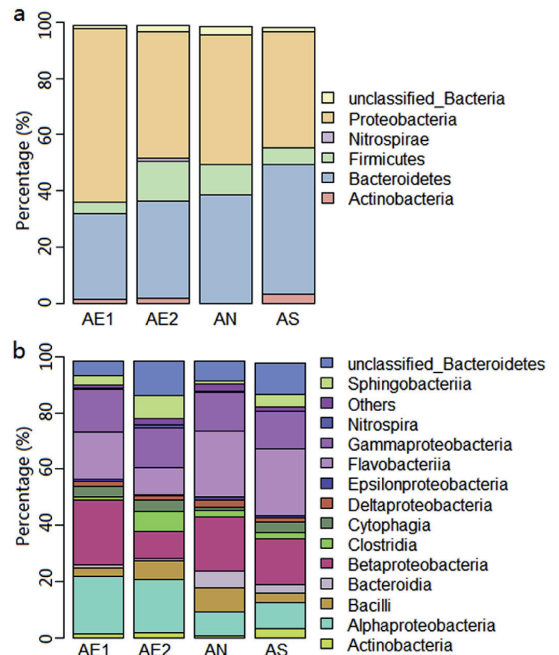 a
Percentage (%)
100
80
60
40
20
0
AE1 AE2 AN AS
unclassified_Bacteria
Proteobacteria
Nitrospirae
Firmicutes
Bacteroidetes
Actinobacteria
b
Percentage (%)
100
80
60
40
20
0
AE1 AE2 AN AS
unclassified_Bacteroidetes
Sphingobacteriia
Others
Nitrospira
Gammaproteobacteria
Flavobacteriia
Epsilonproteobacteria
Deltaproteobacteria
Cytophagia
Clostridia
Betaproteobacteria
Bacteroidia
Bacilli
Alphaproteobacteria
Actinobacteria